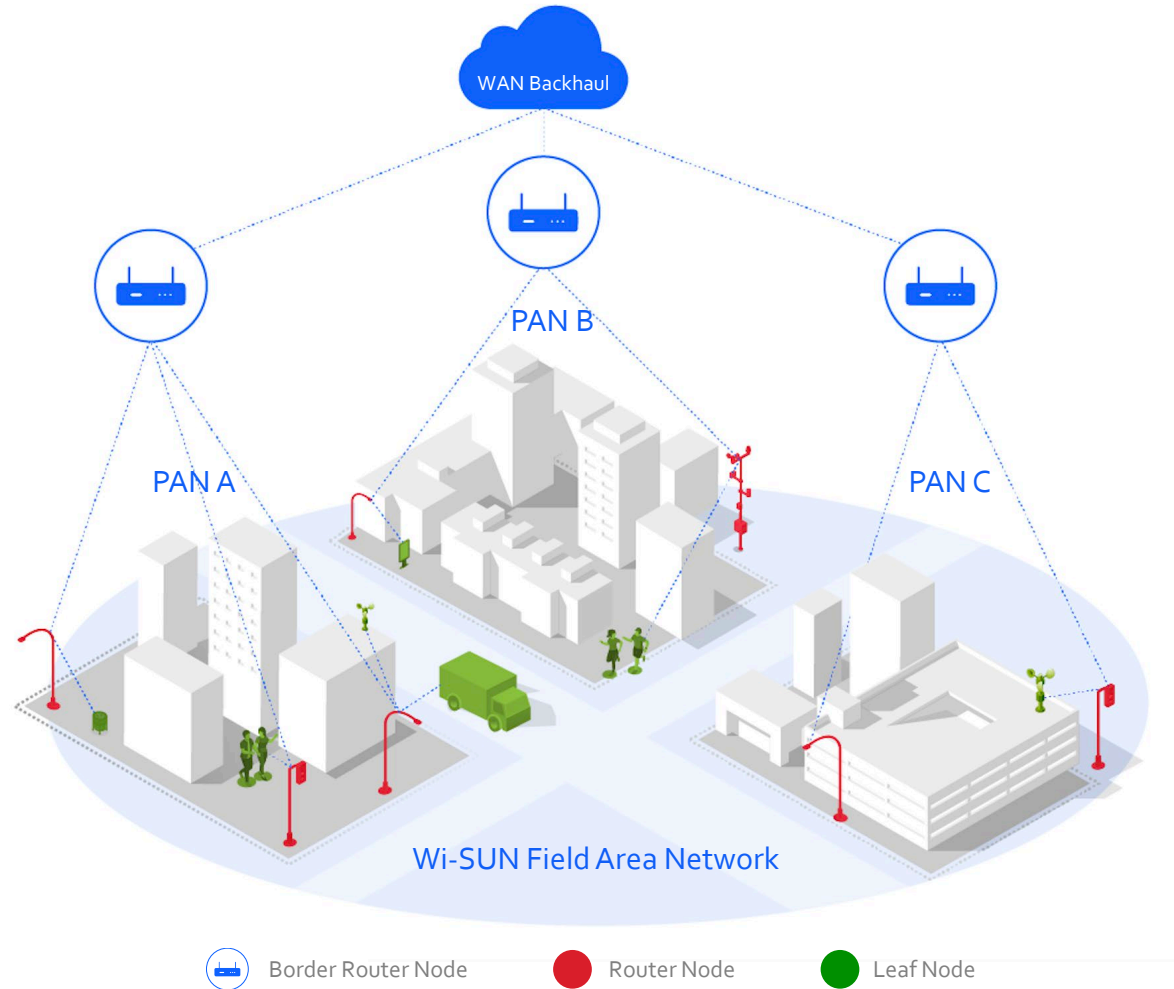 WAN Backhaul
PAN B
PAN A
PAN C
Wi-SUN Field Area Network
Border Router Node
Router Node
Leaf Node